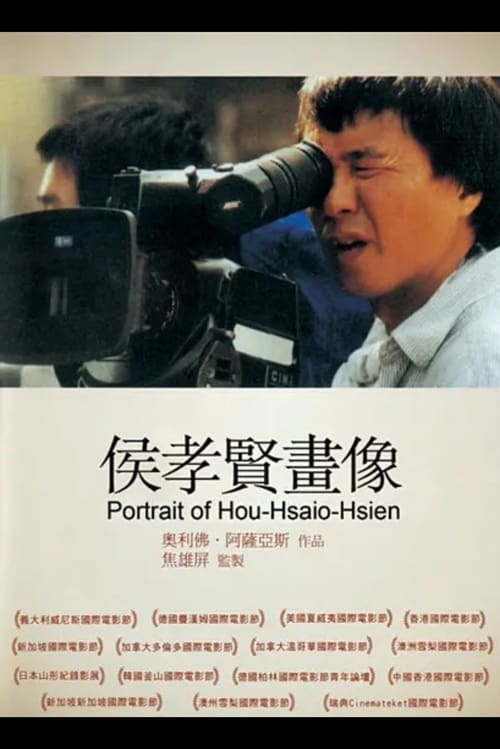 CINE
侯孝賢畫像
Portrait of Hou-Hsaio-Hsien
奧利佛・阿薩亞斯 作品
焦雄屏 監製
義大利威尼斯國際電影節 德國曼漢姆國際電影節 美國夏威夷國際電影節 香港國際電影節
新加坡國際電影節 加拿大多倫多國際電影節 加拿大溫哥華國際電影節 澳洲雪梨國際電影節
日本山形紀錄影展 韓國釜山國際電影節 德國柏林國際電影節青年論壇 中國香港國際電影節
新加坡新加坡國際電影節 澳州雪梨國際電影節 瑞典Cinemateket國際電影節